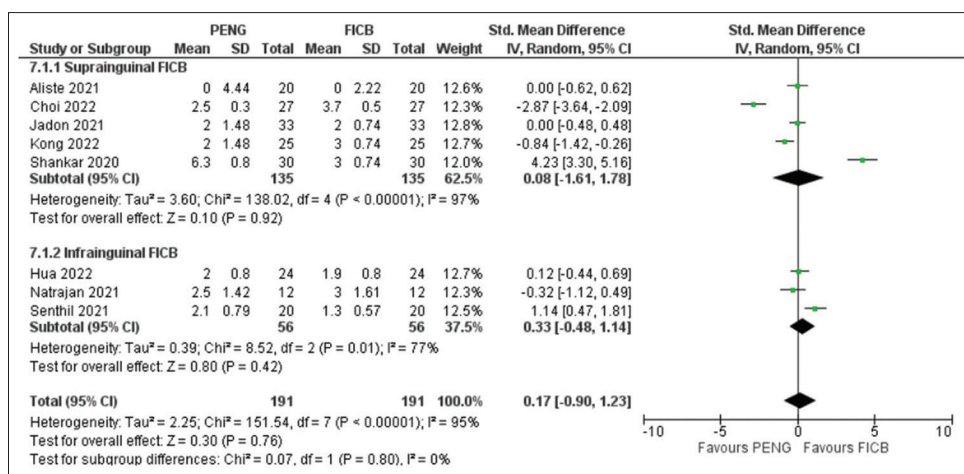 PENG FICB Std. Mean Difference Std. Mean Difference
Study or Subgroup Mean SD Total Mean SD Total Weight IV, Random, 95% CI IV, Random, 95% CI
7.1.1 Suprainguinal FICB
Aliste 2021 0 4.44 20 0 2.22 20 12.6% 0.00 [-0.62, 0.62]
Choi 2022 2.5 0.3 27 3.7 0.5 27 12.3% -2.87 [-3.64, -2.09]
Jadon 2021 2 1.48 33 2 0.74 33 12.8% 0.00 [-0.48, 0.48]
Kong 2022 2 1.48 25 3 0.74 25 12.7% -0.84 [-1.42, -0.26]
Shankar 2020 6.3 0.8 30 3 0.74 30 12.0% 4.23 [3.30, 5.16]
Subtotal (95% CI) 135 135 62.5% 0.08 [-1.61, 1.78]
Heterogeneity: Tau² = 3.60; Chi² = 138.02, df = 4 (P < 0.00001); I² = 97%
Test for overall effect: Z = 0.10 (P = 0.92)
7.1.2 Infrainguinal FICB
Hua 2022 2 0.8 24 1.9 0.8 24 12.7% 0.12 [-0.44, 0.69]
Natrajan 2021 2.5 1.42 12 3 1.61 12 12.3% -0.32 [-1.12, 0.49]
Senthil 2021 2.1 0.79 20 1.3 0.57 20 12.5% 1.14 [0.47, 1.81]
Subtotal (95% CI) 56 56 37.5% 0.33 [-0.48, 1.14]
Heterogeneity: Tau² = 0.39; Chi² = 8.52, df = 2 (P = 0.01); I² = 77%
Test for overall effect: Z = 0.80 (P = 0.42)
Total (95% CI) 191 191 100.0% 0.17 [-0.90, 1.23]
Heterogeneity: Tau² = 2.25; Chi² = 151.54, df = 7 (P < 0.00001); I² = 95%
Test for overall effect: Z = 0.30 (P = 0.76)
Test for subgroup differences: Chi² = 0.07, df = 1 (P = 0.80), I² = 0%
-10 -5 0 5 10
Favours PENG Favours FICB